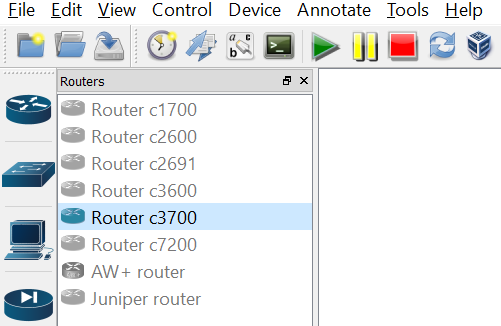 File Edit View Control Device Annotate Tools Help
a b c
Routers
Router c1700
Router c2600
Router c2691
Router c3600
Router c3700
Router c7200
AW+ router
Juniper router